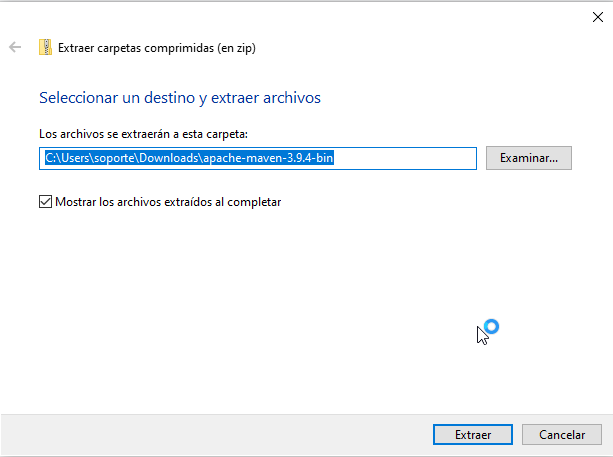 Extraer carpetas comprimidas (en zip)
Seleccionar un destino y extraer archivos
Los archivos se extraerán a esta carpeta:
C:\Users\soporte\Downloads\apache-maven-3.9.4-bin
Examinar...
Mostrar los archivos extraídos al completar
Extraer
Cancelar